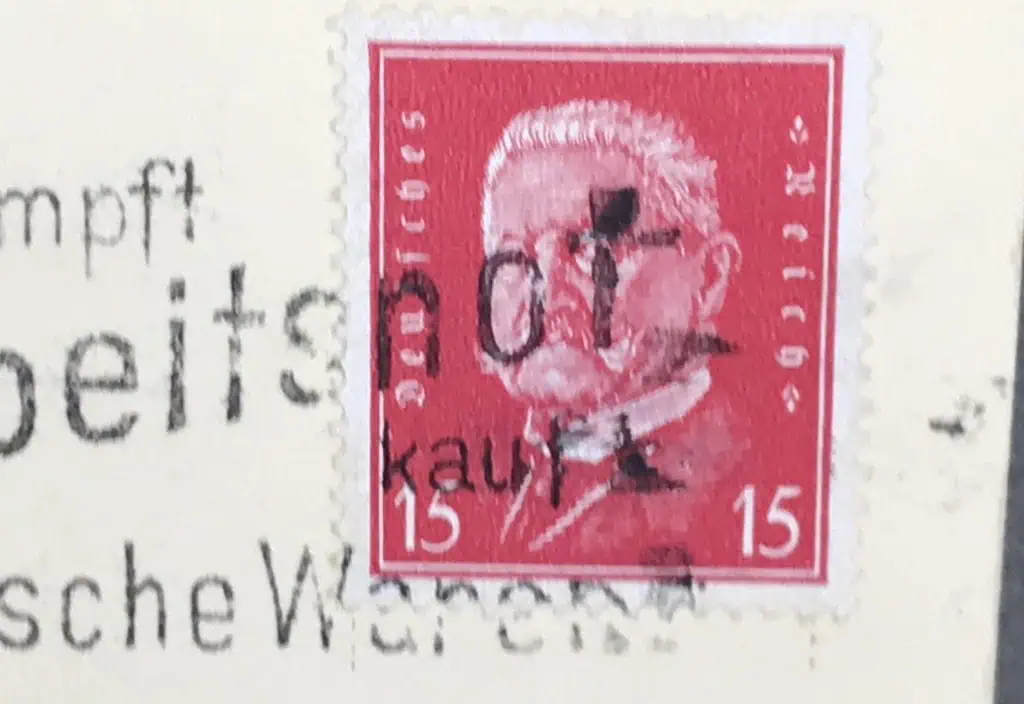 mpft
beitsnot
kauft
sche Waren
Deutsches
Reich
15 15